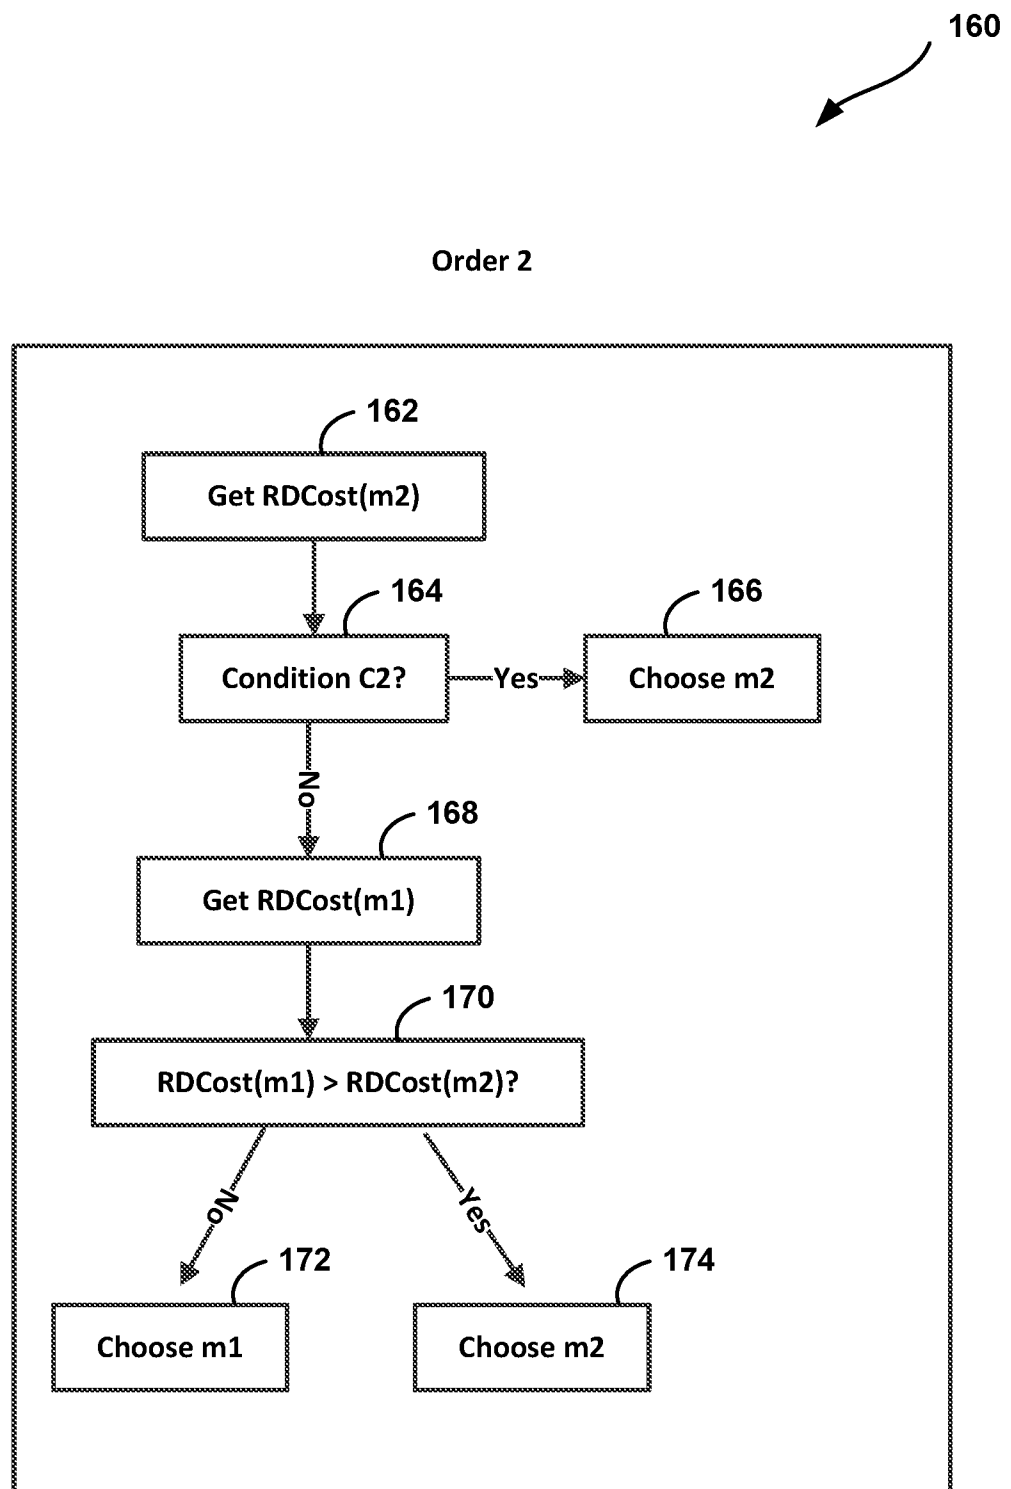 160
Order 2
162
Get RDCost(m2)
164
166
Condition C2?
Yes
Choose m2
No
168
Get RDCost(m1)
170
RDCost(m1) > RDCost(m2)?
No
Yes
172
174
Choose m1
Choose m2